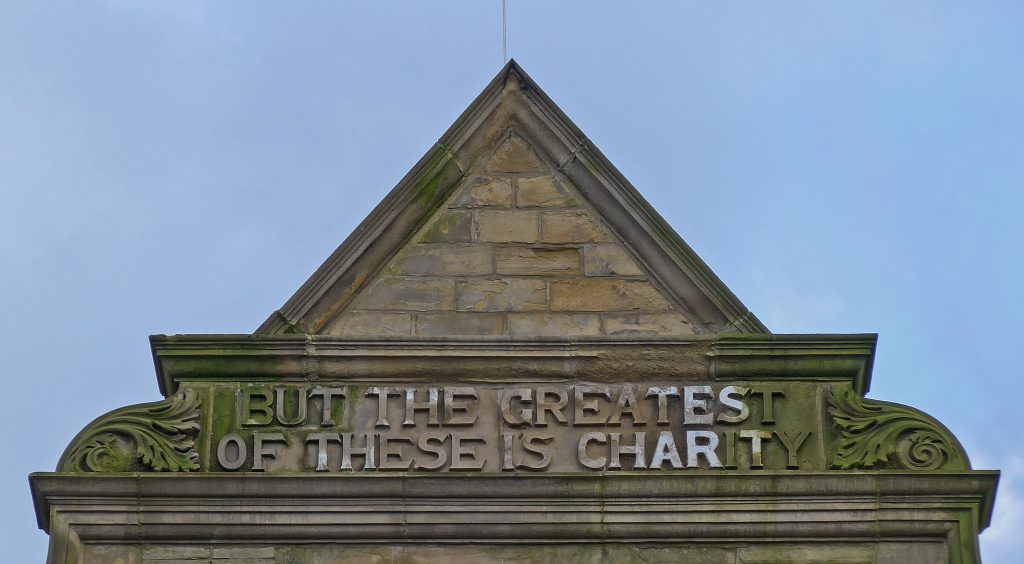 BUT THE GREATEST
OF THESE IS CHARITY